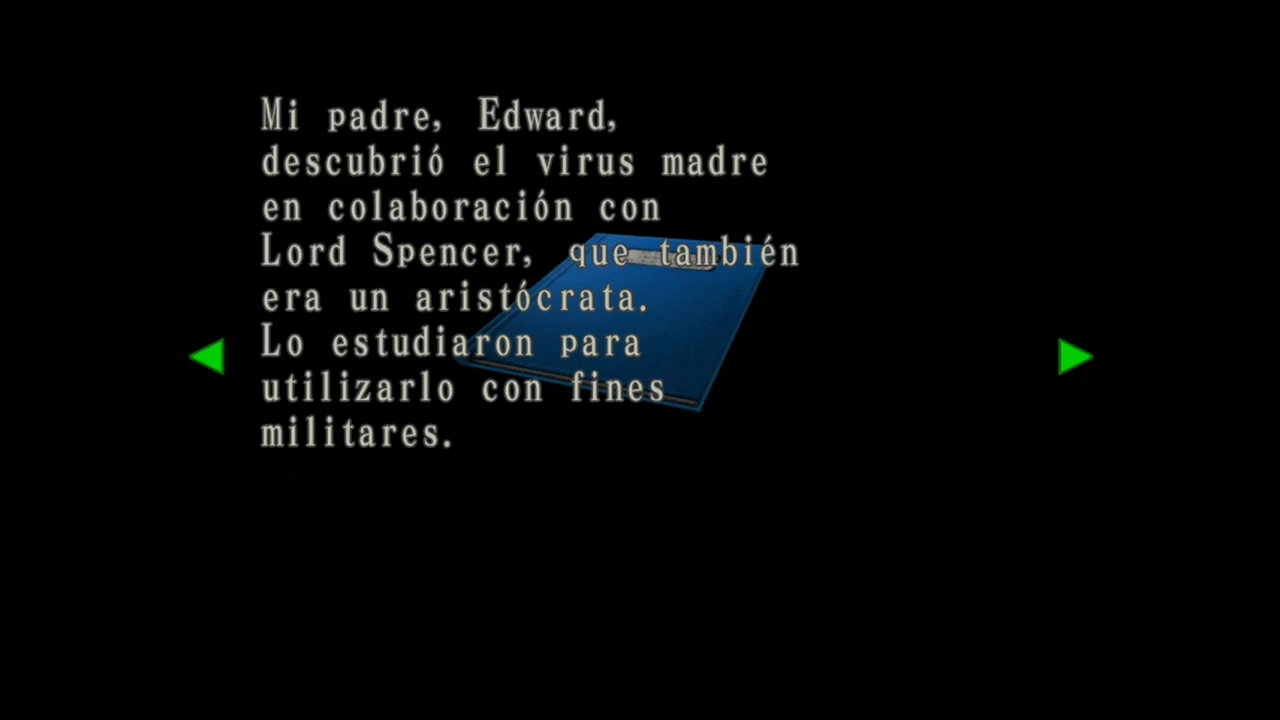 Mi padre, Edward,
descubrió el virus madre
en colaboración con
Lord Spencer, que también
era un aristócrata.
Lo estudiaron para
utilizarlo con fines
militares.